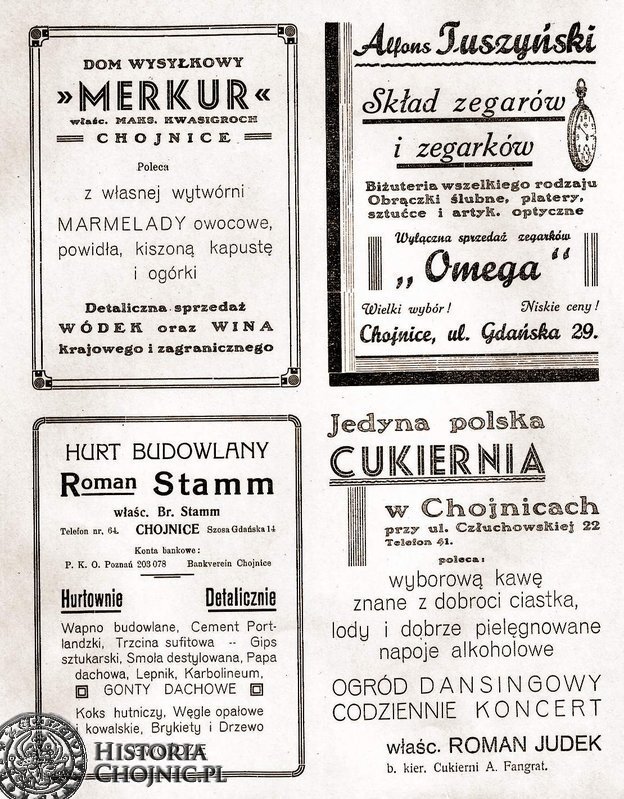 DOM WYSYŁKOWY
»MERKUR«
właśc. MAKS. KWASIGROCH
CHOJNICE
Poleca
z własnej wytwórni
MARMELADY owocowe,
powidła, kiszoną kapustę
i ogórki
Detaliczna sprzedaż
WÓDEK oraz WINA
krajowego i zagranicznego
Alfons Tuszyński
Skład zegarów
i zegarków
Biżuteria wszelkiego rodzaju
Obrączki ślubne, platery,
sztućce i artyk. optyczne
Wyłączna sprzedaż zegarków
„Omega“
Wielki wybór! Niskie ceny!
Chojnice, ul. Gdańska 29.
HURT BUDOWLANY
Roman Stamm
właśc. Br. Stamm
Telefon nr. 64. CHOJNICE Szosa Gdańska 14
Konta bankowe:
P. K. O. Poznań 203 078 Bankverein Chojnice
Hurtownie Detalicznie
Wapno budowlane, Cement Port-
landzki, Trzcina sufitowa -- Gips
sztukarski, Smoła destylowana, Papa
dachowa, Lepnik, Karbolineum,
GONTY DACHOWE
Koks hutniczy, Węgle opałowe
kowalskie, Brykiety i Drzewo
Jedyna polska
CUKIERNIA
w Chojnicach
przy ul. Człuchowskiej 22
Telefon 41.
poleca:
wyborową kawę
znane z dobroci ciastka,
lody i dobrze pielęgnowane
napoje alkoholowe
OGRÓD DANSINGOWY
CODZIENNIE KONCERT
właśc. ROMAN JUDEK
b. kier. Cukierni A. Fangrat.
HISTORIA
CHOJNIC.PL